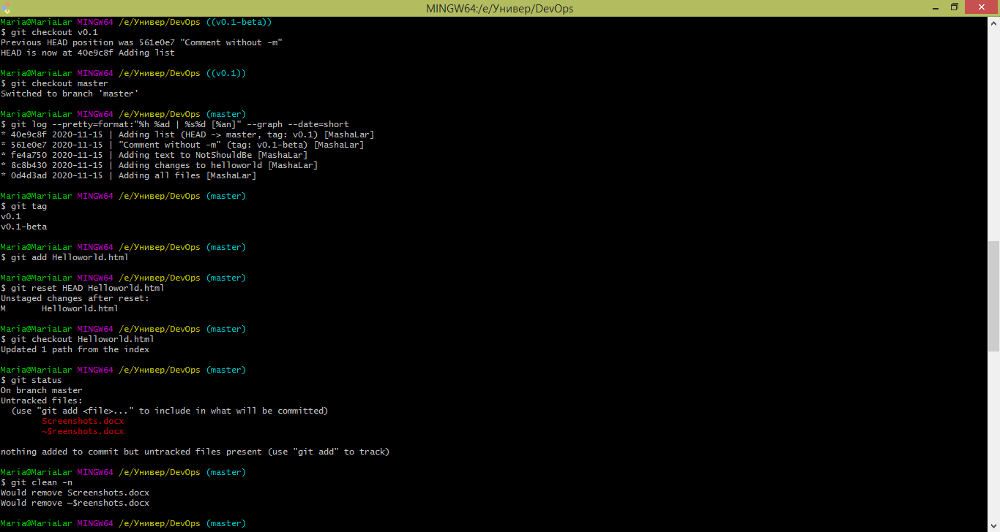 MINGW64:/e/Универ/DevOps
Maria@MariaLar MINGW64 /e/Универ/DevOps ((v0.1-beta))
$ git checkout v0.1
Previous HEAD position was 561e0e7 "Comment without -m"
HEAD is now at 40e9c8f Adding list
Maria@MariaLar MINGW64 /e/Универ/DevOps ((v0.1))
$ git checkout master
Switched to branch 'master'
Maria@MariaLar MINGW64 /e/Универ/DevOps (master)
$ git log --pretty=format:"%h %ad | %s%d [%an]" --graph --date=short
* 40e9c8f 2020-11-15 | Adding list (HEAD -> master, tag: v0.1) [MashaLar]
* 561e0e7 2020-11-15 | "Comment without -m" (tag: v0.1-beta) [MashaLar]
* fe4a750 2020-11-15 | Adding text to NotShouldBe [MashaLar]
* 8c8b430 2020-11-15 | Adding changes to helloworld [MashaLar]
* 0d4d3ad 2020-11-15 | Adding all files [MashaLar]
Maria@MariaLar MINGW64 /e/Универ/DevOps (master)
$ git tag
v0.1
v0.1-beta
Maria@MariaLar MINGW64 /e/Универ/DevOps (master)
$ git add Helloworld.html
Maria@MariaLar MINGW64 /e/Универ/DevOps (master)
$ git reset HEAD Helloworld.html
Unstaged changes after reset:
M       Helloworld.html
Maria@MariaLar MINGW64 /e/Универ/DevOps (master)
$ git checkout Helloworld.html
Updated 1 path from the index
Maria@MariaLar MINGW64 /e/Универ/DevOps (master)
$ git status
On branch master
Untracked files:
  (use "git add <file>..." to include in what will be committed)
        Screenshots.docx
        ~$reenshots.docx
nothing added to commit but untracked files present (use "git add" to track)
Maria@MariaLar MINGW64 /e/Универ/DevOps (master)
$ git clean -n
Would remove Screenshots.docx
Would remove ~$reenshots.docx
Maria@MariaLar MINGW64 /e/Универ/DevOps (master)